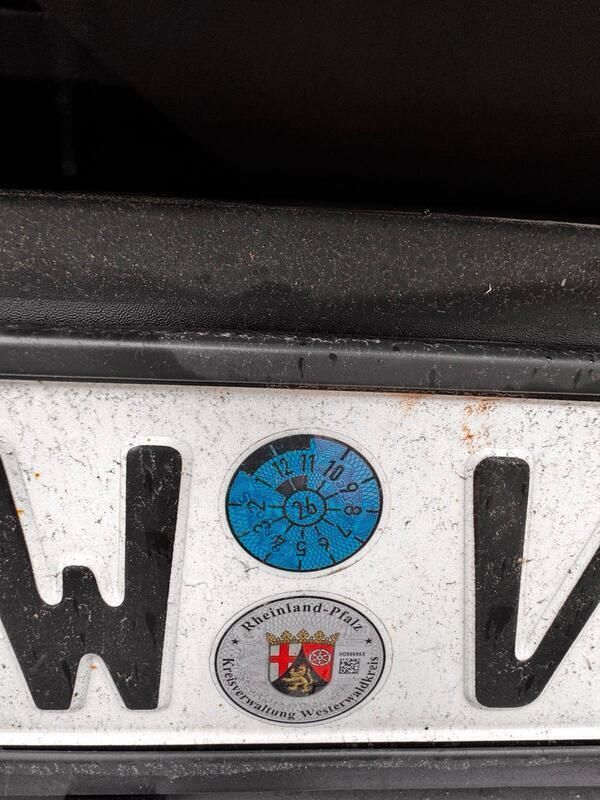 W V
12 11 10 9 8 7 6 5 4 3 2 1
26
Rheinland-Pfalz
Kreisverwaltung Westerwaldkreis